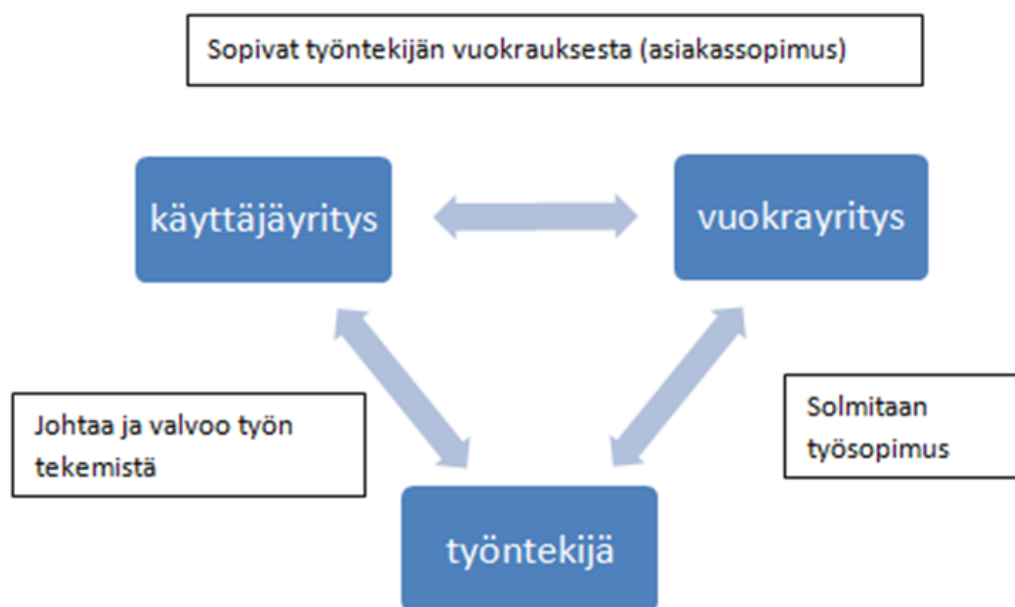 Sopivat työntekijän vuokrauksesta (asiakassopimus)
käyttäjäyritys
vuokrayritys
Johtaa ja valvoo työn
tekemistä
Solmitaan
työsopimus
työntekijä